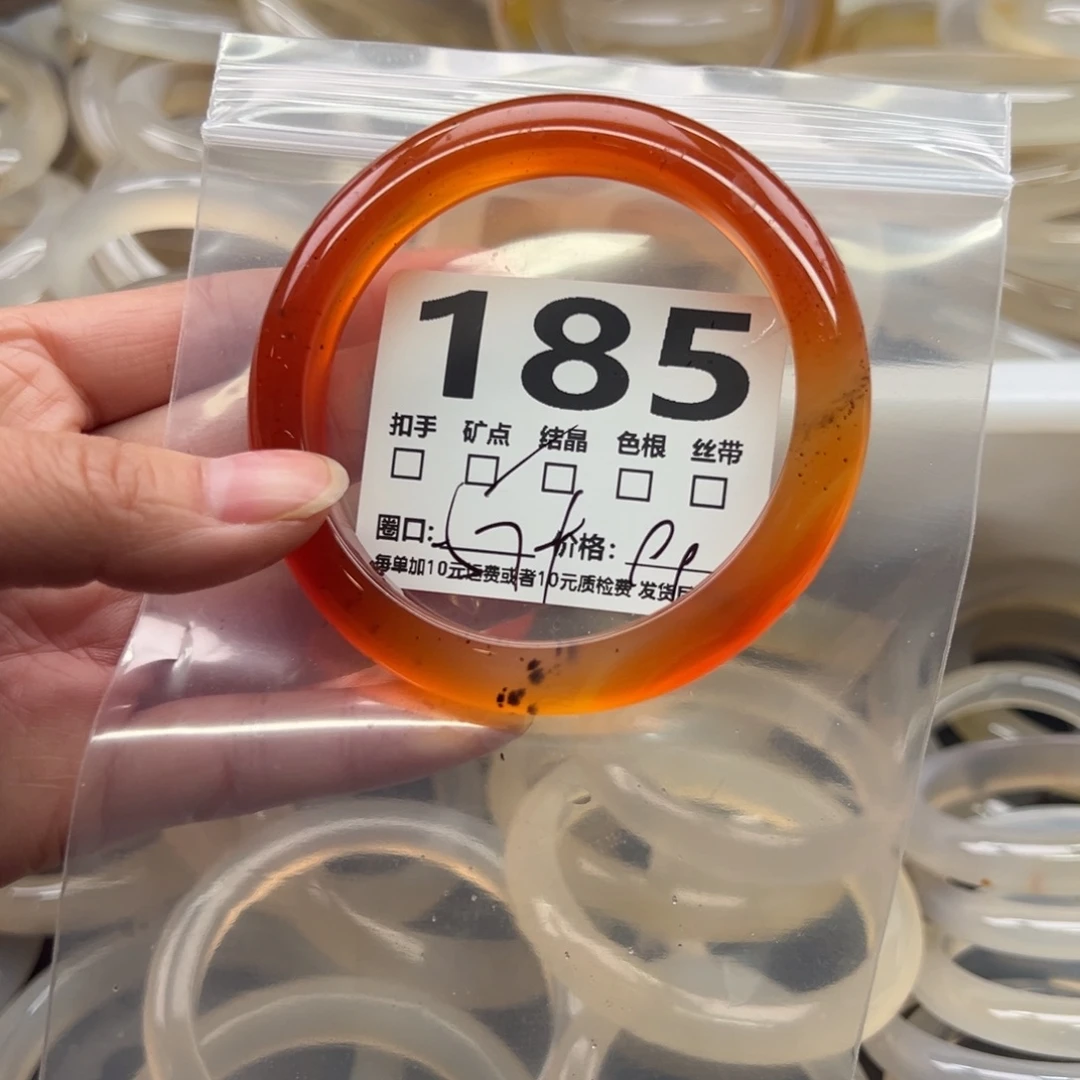 185
扣手 矿点 结晶 色根 丝带
圈口: 价格:
每单加10元运费或者10元质检费 发货